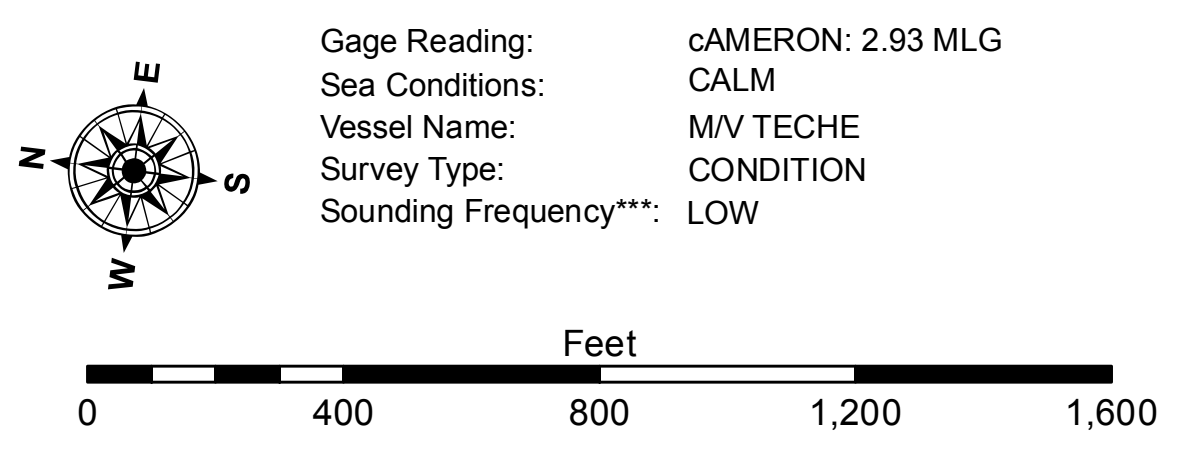 E
N
S
W
Gage Reading: cAMERON: 2.93 MLG
Sea Conditions: CALM
Vessel Name: M/V TECHE
Survey Type: CONDITION
Sounding Frequency***: LOW
Feet
0 400 800 1,200 1,600